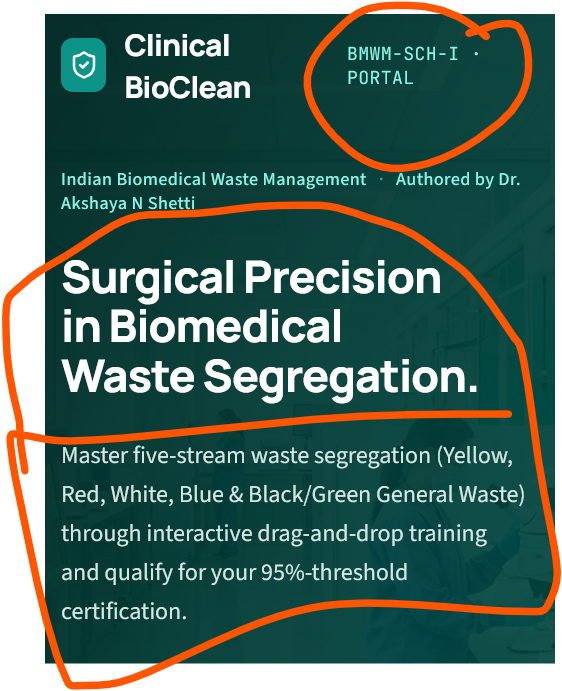 Clinical
BioClean
BMWM-SCH-I ·
PORTAL
Indian Biomedical Waste Management · Authored by Dr.
Akshaya N Shetti
Surgical Precision
in Biomedical
Waste Segregation.
Master five-stream waste segregation (Yellow,
Red, White, Blue & Black/Green General Waste)
through interactive drag-and-drop training
and qualify for your 95%-threshold
certification.